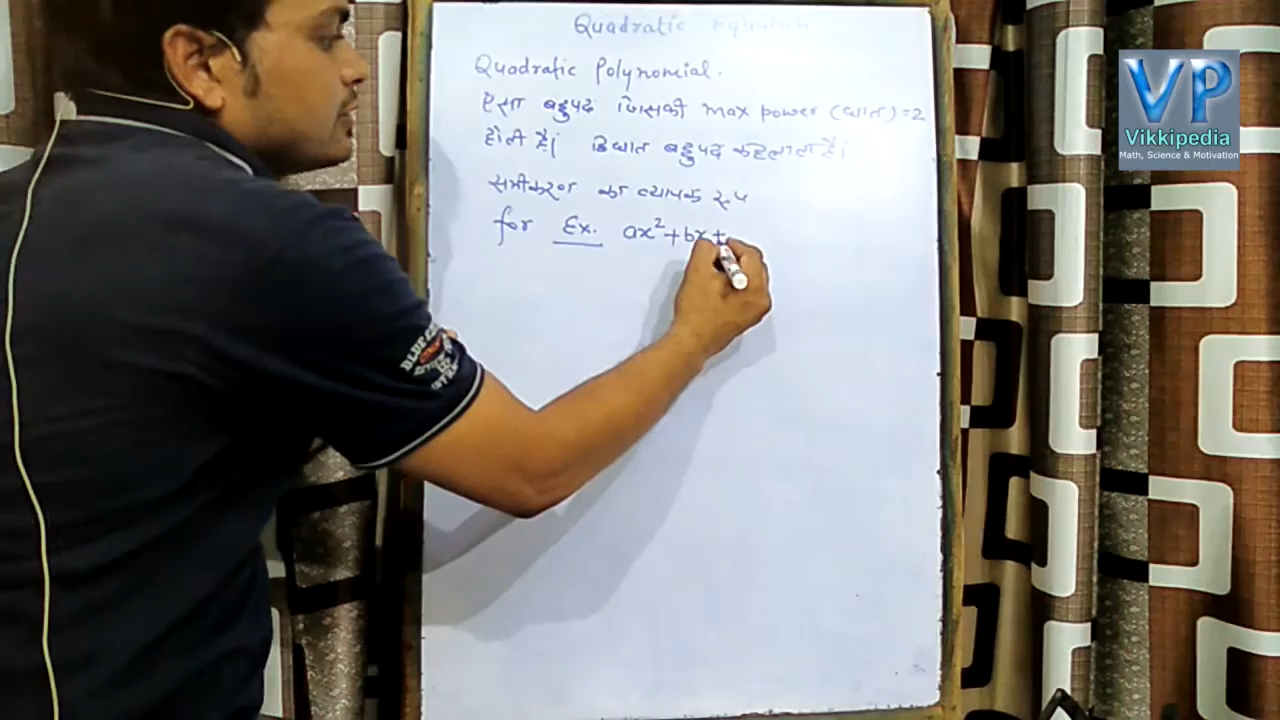 Quadratic Equation
Quadratic Polynomial.
ऐसा बहुपद जिसकी max power (घात) = 2
होती है। द्विघात बहुपद कहलाता है।
समीकरण का व्यापक रूप
for Ex. ax²+bx+
VP
Vikkipedia
Math, Science & Motivation